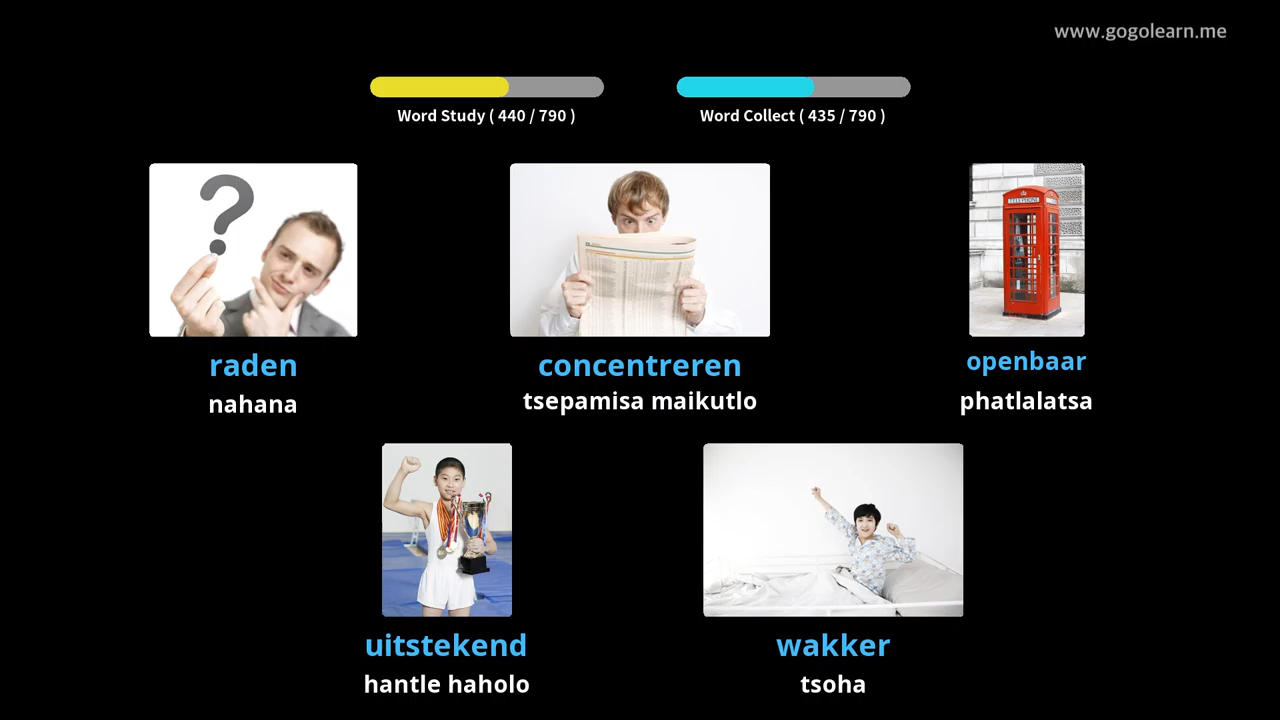 www.gogolearn.me
Word Study ( 440 / 790 )
Word Collect ( 435 / 790 )
TELEPHONE
raden
nahana
concentreren
tsepamisa maikutlo
openbaar
phatlalatsa
uitstekend
hantle haholo
wakker
tsoha